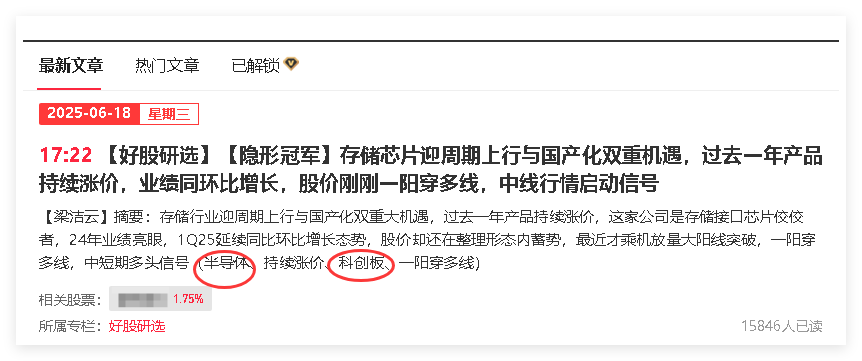 最新文章 热门文章 已解锁
2025-06-18 星期三
17:22 【好股研选】【隐形冠军】存储芯片迎周期上行与国产化双重机遇，过去一年产品
持续涨价，业绩同环比增长，股价刚刚一阳穿多线，中线行情启动信号
【梁洁云】摘要：存储行业迎周期上行与国产化双重大机遇，过去一年产品持续涨价，这家公司是存储接口芯片佼佼
者，24年业绩亮眼，1Q25延续同比环比增长态势，股价却还在整理形态内蓄势，最近才乘机放量大阳线突破，一阳穿
多线，中短期多头信号（半导体、持续涨价、科创板、一阳穿多线）
相关股票： 1.75%
所属专栏：好股研选 15846人已读